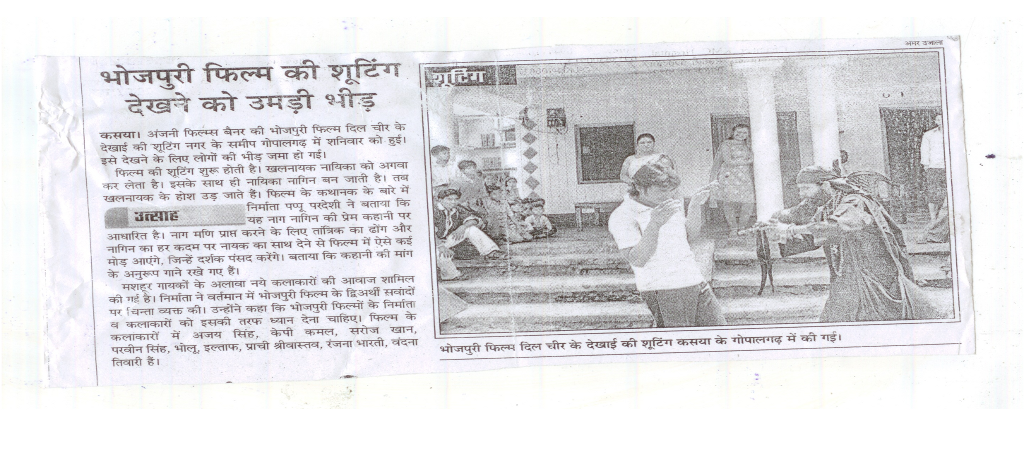 अमर उजाला
भोजपुरी फिल्म की शूटिंग
देखने को उमड़ी भीड़
शूटिंग
कसया। अंजनी फिल्म्स बैनर की भोजपुरी फिल्म दिल चीर के
देखाई की शूटिंग नगर के समीप गोपालगढ़ में शनिवार को हुई।
इसे देखने के लिए लोगों की भीड़ जमा हो गई।
फिल्म की शूटिंग शुरू होती है। खलनायक नायिका को अगवा
कर लेता है। इसके साथ ही नायिका नागिन बन जाती है। तब
खलनायक के होश उड़ जाते हैं। फिल्म के कथानक के बारे में
उत्साह
निर्माता पप्पू परदेशी ने बताया कि
यह नाग नागिन की प्रेम कहानी पर
आधारित है। नाग मणि प्राप्त करने के लिए तांत्रिक का ढोंग और
नागिन का हर कदम पर नायक का साथ देने से फिल्म में ऐसे कई
मोड़ आएंगे, जिन्हें दर्शक पंसद करेंगे। बताया कि कहानी की मांग
के अनुरूप गाने रखे गए हैं।
मशहूर गायकों के अलावा नये कलाकारों की आवाज शामिल
की गई है। निर्माता ने वर्तमान में भोजपुरी फिल्म के द्विअर्थी सवांदों
पर चिन्ता व्यक्त की। उन्होंने कहा कि भोजपुरी फिल्मों के निर्माता
व कलाकारों को इसकी तरफ ध्यान देना चाहिए। फिल्म के
कलाकारों में अजय सिंह, केपी कमल, सरोज खान,
परवीन सिंह, भोलू, इल्ताफ, प्राची श्रीवास्तव, रंजना भारती, वंदना
तिवारी हैं।
भोजपुरी फिल्म दिल चीर के देखाई की शूटिंग कसया के गोपालगढ़ में की गई।